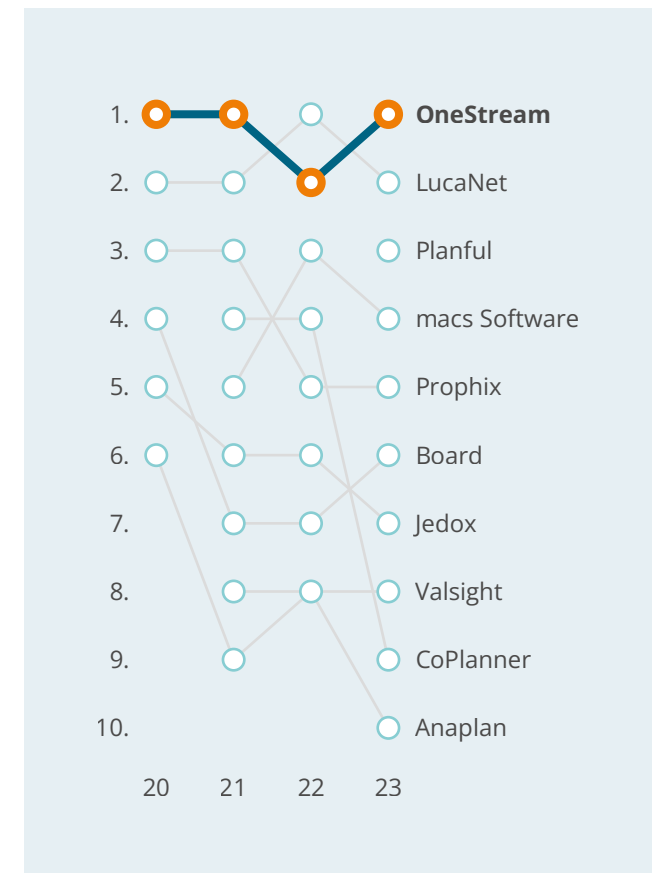 1. OneStream
2. LucaNet
3. Planful
4. macs Software
5. Prophix
6. Board
7. Jedox
8. Valsight
9. CoPlanner
10. Anaplan
20 21 22 23